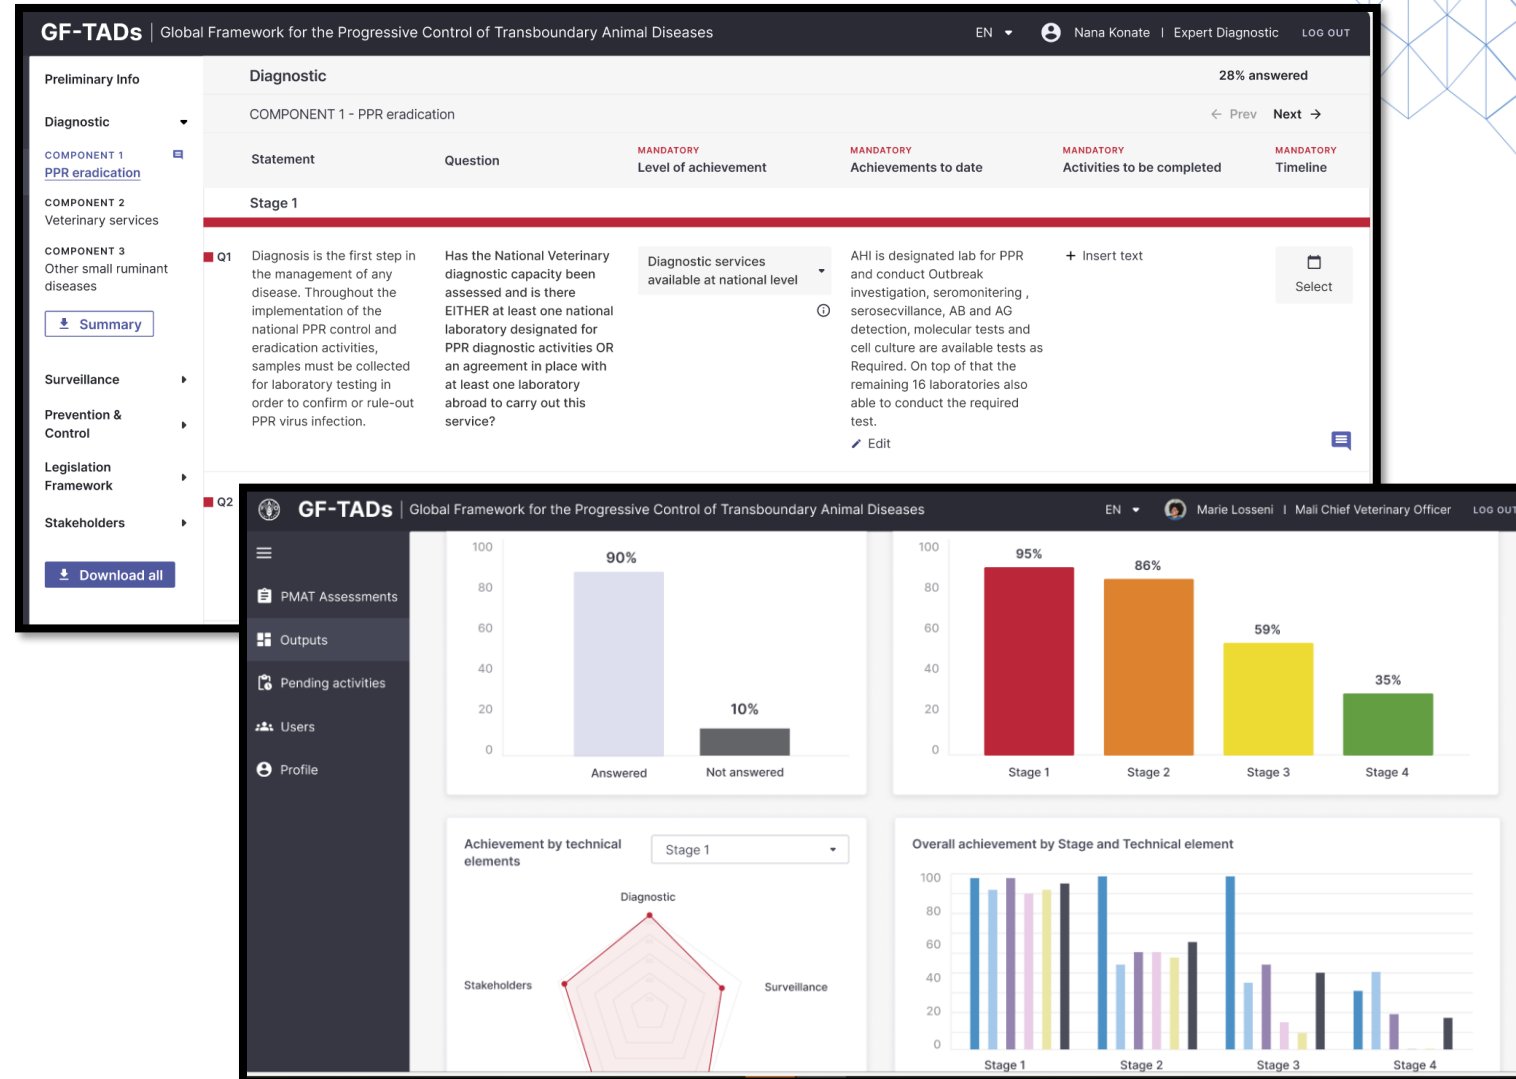 GF-TADs | Global Framework for the Progressive Control of Transboundary Animal Diseases
EN
Nana Konate | Expert Diagnostic
LOG OUT
Preliminary Info
Diagnostic
COMPONENT 1
PPR eradication
COMPONENT 2
Veterinary services
COMPONENT 3
Other small ruminant
diseases
Summary
Surveillance
Prevention &
Control
Legislation
Framework
Stakeholders
Download all
Diagnostic
28% answered
COMPONENT 1 - PPR eradication
← Prev
Next →
Statement
Question
MANDATORY
Level of achievement
MANDATORY
Achievements to date
MANDATORY
Activities to be completed
MANDATORY
Timeline
Stage 1
Q1
Diagnosis is the first step in
the management of any
disease. Throughout the
implementation of the
national PPR control and
eradication activities,
samples must be collected
for laboratory testing in
order to confirm or rule-out
PPR virus infection.
Has the National Veterinary
diagnostic capacity been
assessed and is there
EITHER at least one national
laboratory designated for
PPR diagnostic activities OR
an agreement in place with
at least one laboratory
abroad to carry out this
service?
Diagnostic services
available at national level
AHI is designated lab for PPR
and conduct Outbreak
investigation, seromonitering ,
serosecvillance, AB and AG
detection, molecular tests and
cell culture are available tests as
Required. On top of that the
remaining 16 laboratories also
able to conduct the required
test.
Edit
+ Insert text
Select
Q2
GF-TADs | Global Framework for the Progressive Control of Transboundary Animal Diseases
EN
Marie Losseni | Mali Chief Veterinary Officer
LOG OUT
PMAT Assessments
Outputs
Pending activities
Users
Profile
100
80
60
40
20
0
90%
10%
Answered
Not answered
100
80
60
40
20
0
95%
86%
59%
35%
Stage 1
Stage 2
Stage 3
Stage 4
Achievement by technical
elements
Stage 1
Diagnostic
Stakeholders
Surveillance
Overall achievement by Stage and Technical element
100
80
60
40
20
0
Stage 1
Stage 2
Stage 3
Stage 4